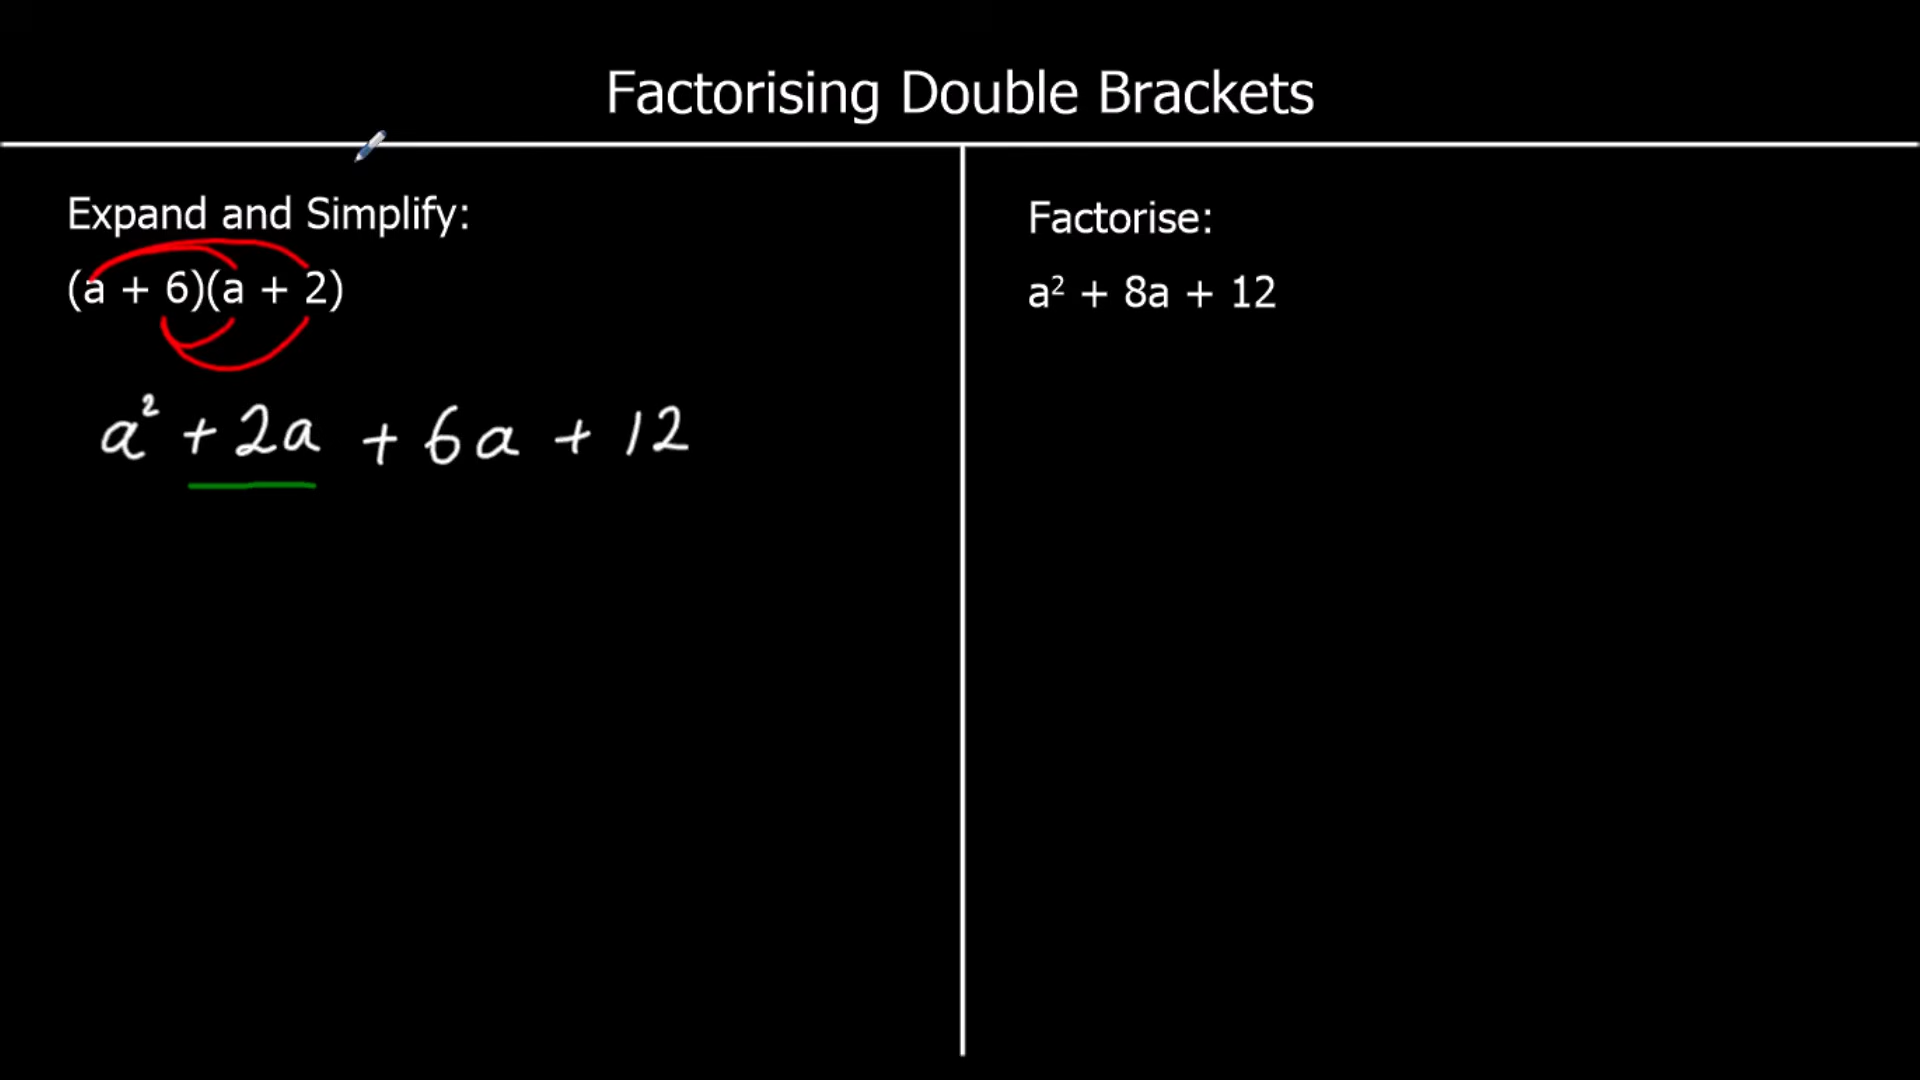 Factorising Double Brackets
Expand and Simplify:
(a + 6)(a + 2)
a² + 2a + 6a + 12
Factorise:
a² + 8a + 12